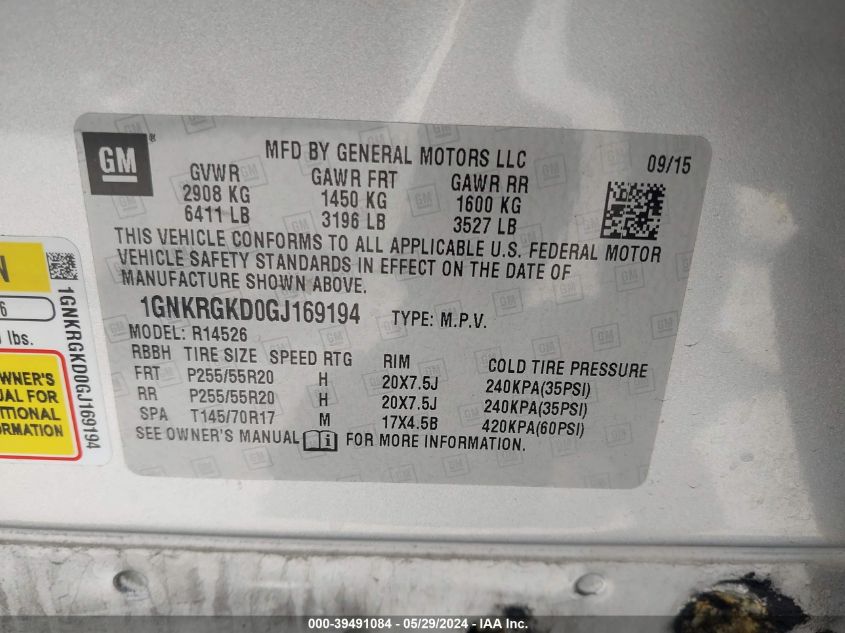 GM
®
MFD BY GENERAL MOTORS LLC
09/15
GVWR GAWR FRT GAWR RR
2908 KG 1450 KG 1600 KG
6411 LB 3196 LB 3527 LB
THIS VEHICLE CONFORMS TO ALL APPLICABLE U.S. FEDERAL MOTOR
VEHICLE SAFETY STANDARDS IN EFFECT ON THE DATE OF
MANUFACTURE SHOWN ABOVE.
1GNKRGKD0GJ169194 TYPE: M.P.V.
MODEL: R14526
RBBH TIRE SIZE SPEED RTG RIM COLD TIRE PRESSURE
FRT P255/55R20 H 20X7.5J 240KPA(35PSI)
RR P255/55R20 H 20X7.5J 240KPA(35PSI)
SPA T145/70R17 M 17X4.5B 420KPA(60PSI)
SEE OWNER'S MANUAL FOR MORE INFORMATION.
N
6
lbs.
WNER'S
UAL FOR
ITIONAL
RMATION
1GNKRGKD0GJ169194
000-39491084 - 05/29/2024 - IAA Inc.